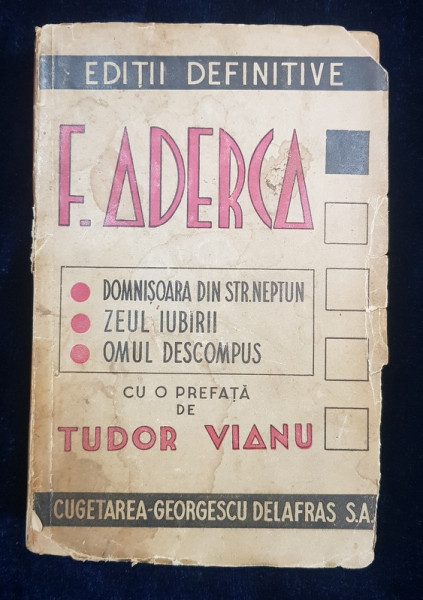 EDIȚII DEFINITIVE
F. ADERCA
DOMNIȘOARA DIN STR. NEPTUN
ZEUL IUBIRII
OMUL DESCOMPUS
CU O PREFAȚĂ
DE
TUDOR VIANU
CUGETAREA-GEORGESCU DELAFRAS S.A.